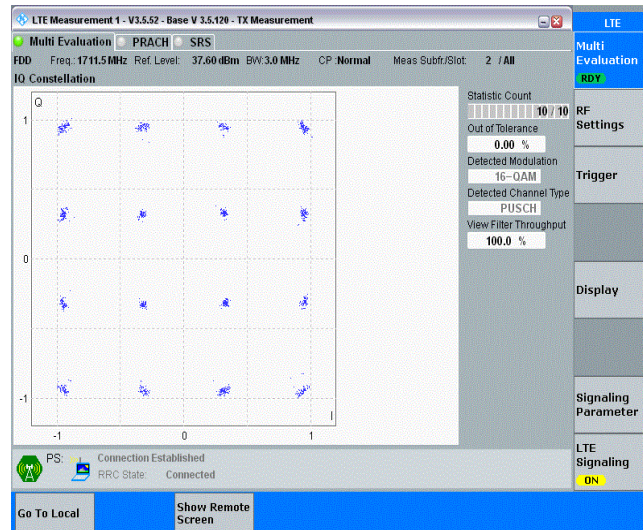 LTE Measurement 1 - V3.5.52 - Base V 3.5.120 - TX Measurement
LTE
Multi Evaluation PRACH SRS
FDD Freq.: 1711.5 MHz Ref. Level: 37.60 dBm BW: 3.0 MHz CP :Normal Meas Subfr./Slot: 2 / All
IQ Constellation
Q
1
0
-1
-1 0 1
I
Statistic Count
10 / 10
Out of Tolerance
0.00 %
Detected Modulation
16-QAM
Detected Channel Type
PUSCH
View Filter Throughput
100.0 %
Multi
Evaluation
RDY
RF
Settings
Trigger
Display
Signaling
Parameter
LTE
Signaling
ON
PS: Connection Established
RRC State: Connected
Go To Local
Show Remote
Screen